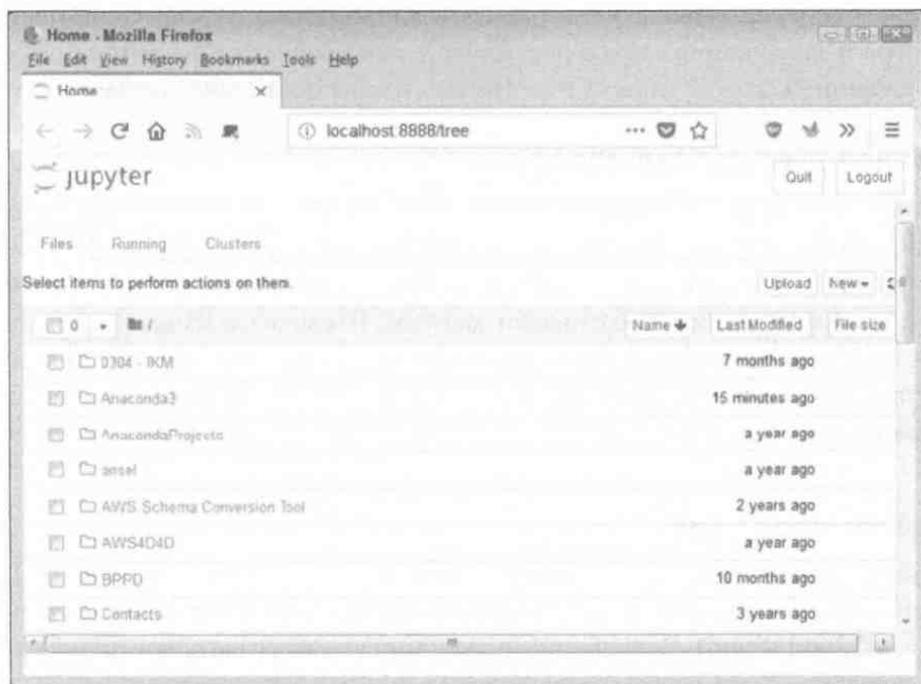 Home - Mozilla Firefox
File Edit View History Bookmarks Tools Help
Home
localhost:8888/tree
jupyter
Quit Logout
Files Running Clusters
Select items to perform actions on them.
Upload New
0 /
Name Last Modified File size
0304 - IKM 7 months ago
Anaconda3 15 minutes ago
AnacondaProjects a year ago
ansel a year ago
AWS Schema Conversion Tool 2 years ago
AWS4D4D a year ago
BPPD 10 months ago
Contacts 3 years ago